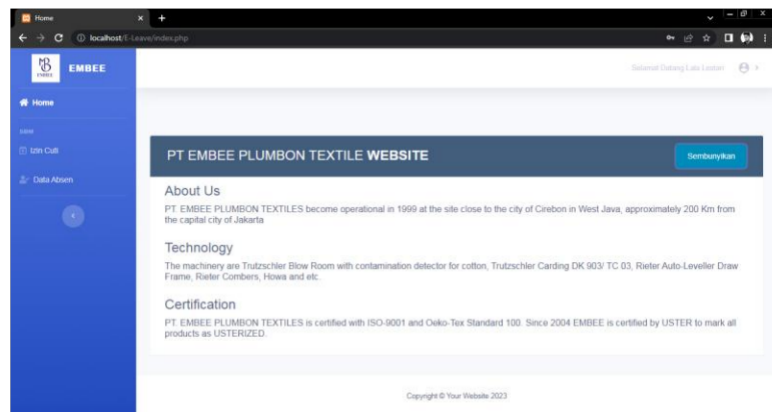 Home
localhost/E-Leave/index.php
EMBEE
EMBEE
Selamat Datang Lala Lestari
Home
Izin Cuti
Data Absen
PT EMBEE PLUMBON TEXTILE WEBSITE
Sembunyikan
About Us
PT. EMBEE PLUMBON TEXTILES become operational in 1999 at the site close to the city of Cirebon in West Java, approximately 200 Km from
the capital city of Jakarta
Technology
The machinery are Trutzschler Blow Room with contamination detector for cotton, Trutzschler Carding DK 903/ TC 03, Rieter Auto-Leveller Draw
Frame, Rieter Combers, Howa and etc.
Certification
PT. EMBEE PLUMBON TEXTILES is certified with ISO-9001 and Oeko-Tex Standard 100. Since 2004 EMBEE is certified by USTER to mark all
products as USTERIZED.
Copyright © Your Website 2023